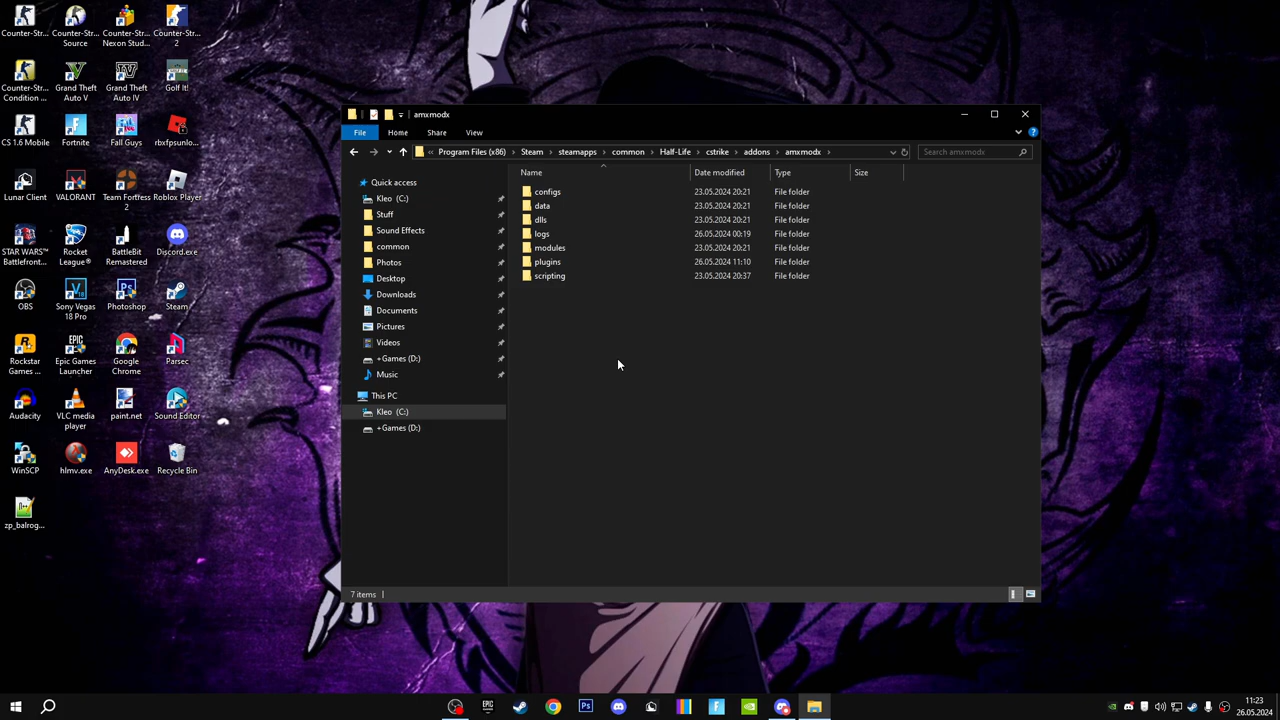 Counter-Str...
Counter-Str... Source
Counter-Str... Nexon Stud...
Counter-Str... 2
Counter-Str... Condition ...
Grand Theft Auto V
Grand Theft Auto IV
Golf It!
CS 1.6 Mobile
Fortnite
Fall Guys
rbxfpsunlo...
Lunar Client
VALORANT
Team Fortress 2
Roblox Player
STAR WARS™ Battlefront...
Rocket League®
BattleBit Remastered
Discord.exe
OBS
Sony Vegas 18 Pro
Photoshop
Steam
Rockstar Games ...
Epic Games Launcher
Google Chrome
Parsec
Audacity
VLC media player
paint.net
Sound Editor
WinSCP
hlmv.exe
AnyDesk.exe
Recycle Bin
zp_balrog...
amxmodx
File Home Share View
« Program Files (x86) › Steam › steamapps › common › Half-Life › cstrike › addons › amxmodx ›
Search amxmodx
Quick access
Kleo (C:)
Stuff
Sound Effects
common
Photos
Desktop
Downloads
Documents
Pictures
Videos
+Games (D:)
Music
This PC
Kleo (C:)
+Games (D:)
Name Date modified Type Size
configs 23.05.2024 20:21 File folder
data 23.05.2024 20:21 File folder
dlls 23.05.2024 20:21 File folder
logs 26.05.2024 00:19 File folder
modules 23.05.2024 20:21 File folder
plugins 26.05.2024 11:10 File folder
scripting 23.05.2024 20:37 File folder
7 items
11:23
26.05.2024